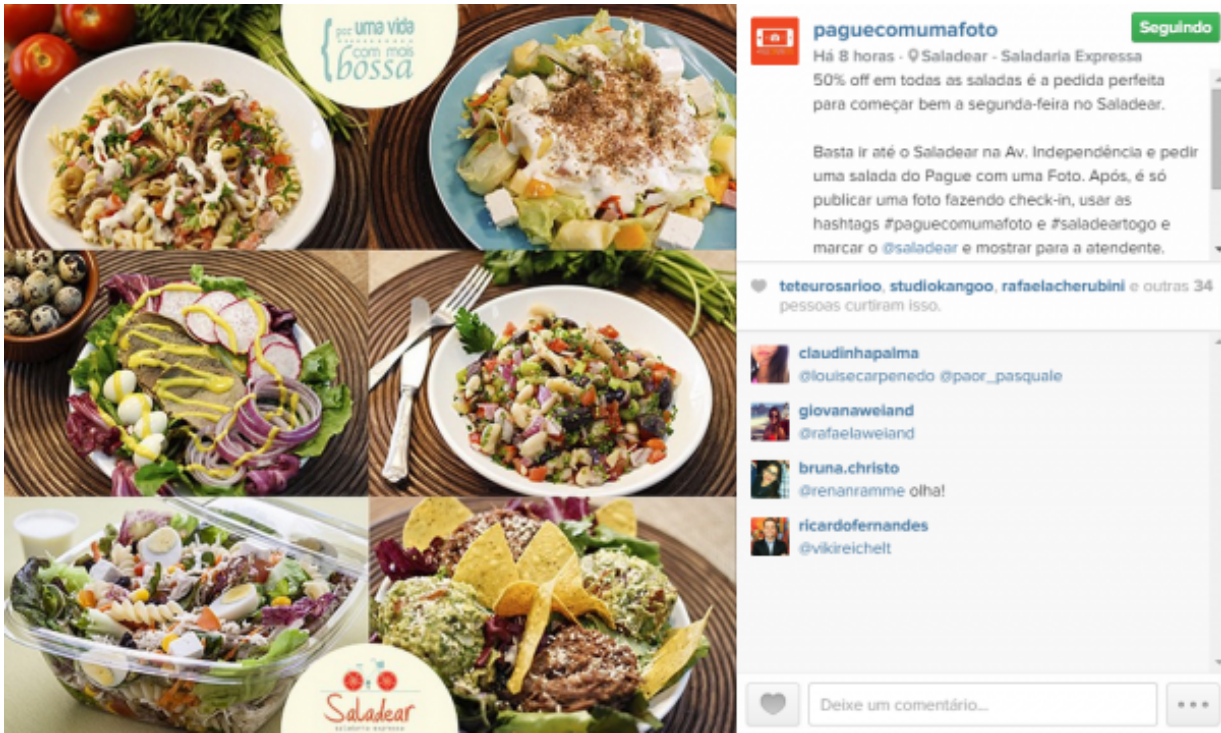 por uma vida
com mais
bossa
Saladear
saladaria expressa
paguecomumafoto
Seguindo
Há 8 horas · Saladear - Saladaria Expressa
50% off em todas as saladas é a pedida perfeita
para começar bem a segunda-feira no Saladear.
Basta ir até o Saladear na Av. Independência e pedir
uma salada do Pague com uma Foto. Após, é só
publicar uma foto fazendo check-in, usar as
hashtags #paguecomumafoto e #saladeartogo e
marcar o @saladear e mostrar para a atendente.
teteurosarioo, studiokangoo, rafaelacherubini e outras 34
pessoas curtiram isso.
claudinhapalma
@louisecarpenedo @paor_pasquale
giovanaweiand
@rafaelaweiand
bruna.christo
@renanramme olha!
ricardofernandes
@vikireichelt
Deixe um comentário...